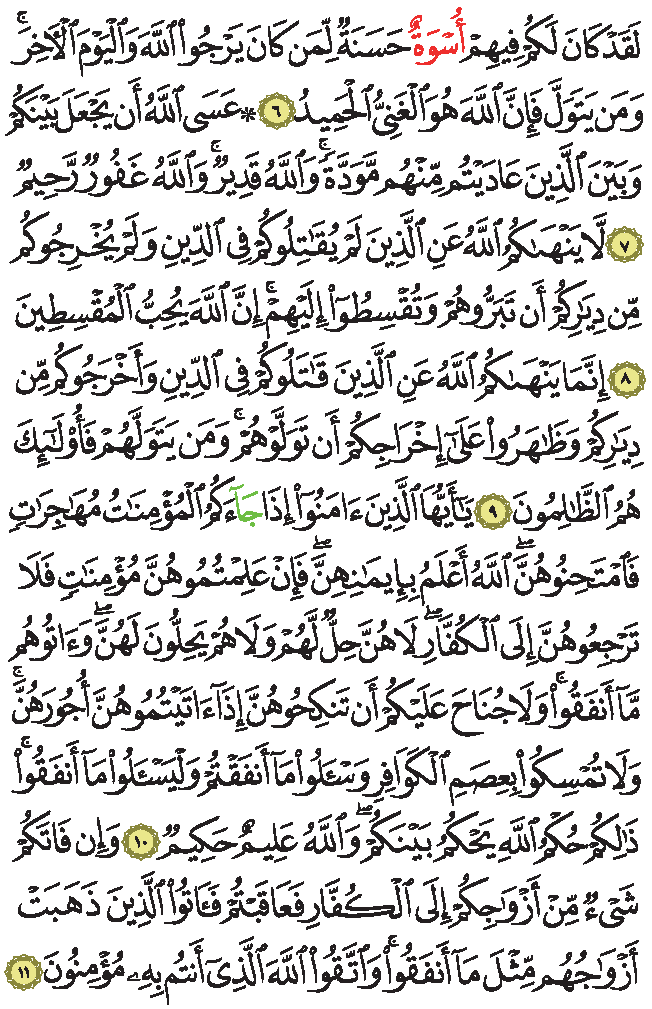 لَقَدْ كَانَ لَكُمْ فِيهِمْ أُسْوَةٌ حَسَنَةٌ لِّمَن كَانَ يَرْجُوا۟ ٱللَّهَ وَٱلْيَوْمَ ٱلْـَٔاخِرَ ۚ
وَمَن يَتَوَلَّ فَإِنَّ ٱللَّهَ هُوَ ٱلْغَنِىُّ ٱلْحَمِيدُ ٦ ۞ عَسَى ٱللَّهُ أَن يَجْعَلَ بَيْنَكُمْ
وَبَيْنَ ٱلَّذِينَ عَادَيْتُم مِّنْهُم مَّوَدَّةً ۚ وَٱللَّهُ قَدِيرٌ ۚ وَٱللَّهُ غَفُورٌ رَّحِيمٌ
٧ لَّا يَنْهَىٰكُمُ ٱللَّهُ عَنِ ٱلَّذِينَ لَمْ يُقَـٰتِلُوكُمْ فِى ٱلدِّينِ وَلَمْ يُخْرِجُوكُم
مِّن دِيَـٰرِكُمْ أَن تَبَرُّوهُمْ وَتُقْسِطُوٓا۟ إِلَيْهِمْ ۚ إِنَّ ٱللَّهَ يُحِبُّ ٱلْمُقْسِطِينَ
٨ إِنَّمَا يَنْهَىٰكُمُ ٱللَّهُ عَنِ ٱلَّذِينَ قَـٰتَلُوكُمْ فِى ٱلدِّينِ وَأَخْرَجُوكُم مِّن
دِيَـٰرِكُمْ وَظَـٰهَرُوا۟ عَلَىٰٓ إِخْرَاجِكُمْ أَن تَوَلَّوْهُمْ ۚ وَمَن يَتَوَلَّهُمْ فَأُو۟لَـٰٓئِكَ
هُمُ ٱلظَّـٰلِمُونَ ٩ يَـٰٓأَيُّهَا ٱلَّذِينَ ءَامَنُوٓا۟ إِذَا جَآءَكُمُ ٱلْمُؤْمِنَـٰتُ مُهَـٰجِرَٰتٍ
فَٱمْتَحِنُوهُنَّ ۖ ٱللَّهُ أَعْلَمُ بِإِيمَـٰنِهِنَّ ۖ فَإِنْ عَلِمْتُمُوهُنَّ مُؤْمِنَـٰتٍ فَلَا
تَرْجِعُوهُنَّ إِلَى ٱلْكُفَّارِ ۖ لَا هُنَّ حِلٌّ لَّهُمْ وَلَا هُمْ يَحِلُّونَ لَهُنَّ ۖ وَءَاتُوهُم
مَّآ أَنفَقُوا۟ ۚ وَلَا جُنَاحَ عَلَيْكُمْ أَن تَنكِحُوهُنَّ إِذَآ ءَاتَيْتُمُوهُنَّ أُجُورَهُنَّ ۚ
وَلَا تُمْسِكُوا۟ بِعِصَمِ ٱلْكَوَافِرِ وَسْـَٔلُوا۟ مَآ أَنفَقْتُمْ وَلْيَسْـَٔلُوا۟ مَآ أَنفَقُوا۟ ۚ
ذَٰلِكُمْ حُكْمُ ٱللَّهِ يَحْكُمُ بَيْنَكُمْ ۖ وَٱللَّهُ عَلِيمٌ حَكِيمٌ ١٠ وَإِن فَاتَكُمْ
شَىْءٌ مِّنْ أَزْوَٰجِكُمْ إِلَى ٱلْكُفَّارِ فَعَاقَبْتُمْ فَـَٔاتُوا۟ ٱلَّذِينَ ذَهَبَتْ
أَزْوَٰجُهُم مِّثْلَ مَآ أَنفَقُوا۟ ۚ وَٱتَّقُوا۟ ٱللَّهَ ٱلَّذِىٓ أَنتُم بِهِۦ مُؤْمِنُونَ ١١